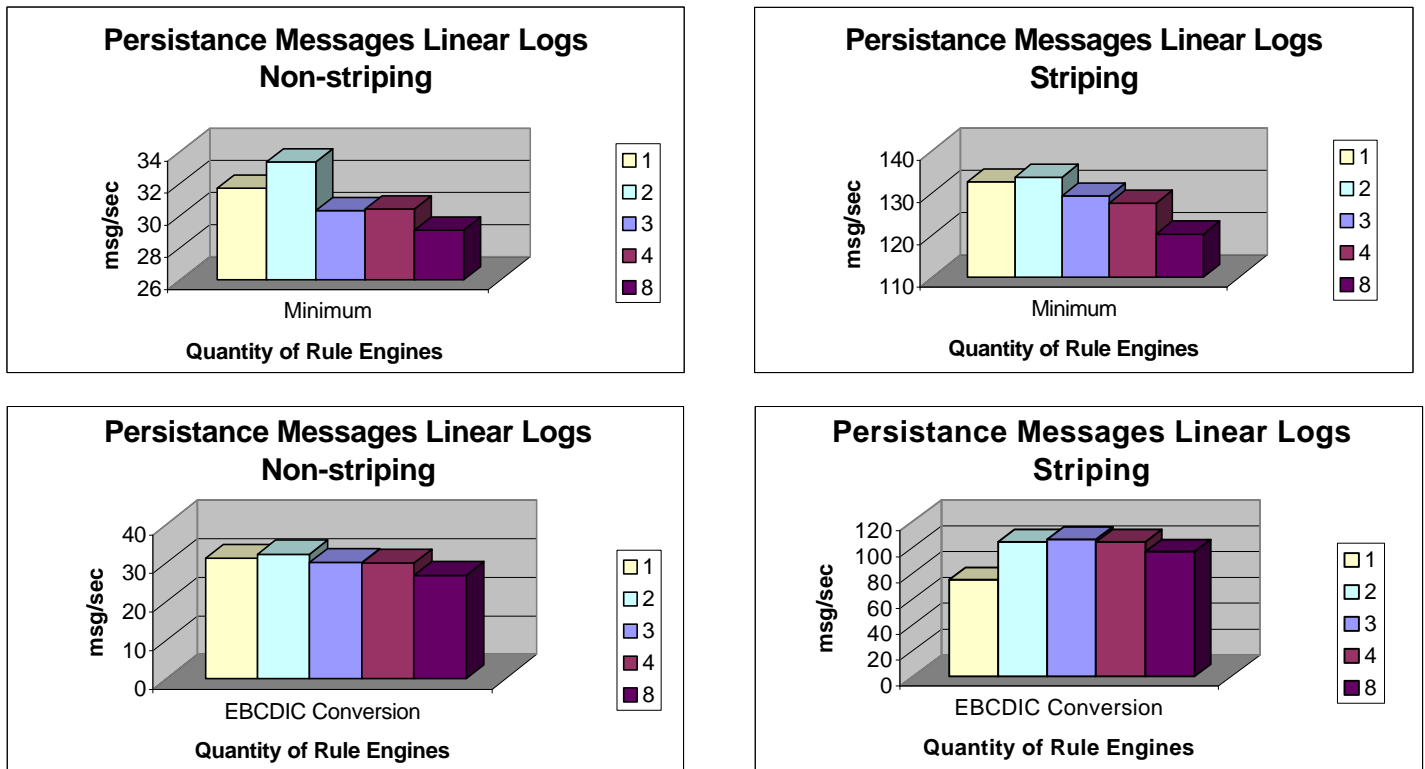 Persistance Messages Linear Logs
Non-striping
msg/sec
34
32
30
28
26
Minimum
Quantity of Rule Engines
1
2
3
4
8
Persistance Messages Linear Logs
Striping
msg/sec
140
130
120
110
Minimum
Quantity of Rule Engines
1
2
3
4
8
Persistance Messages Linear Logs
Non-striping
msg/sec
40
30
20
10
0
EBCDIC Conversion
Quantity of Rule Engines
1
2
3
4
8
Persistance Messages Linear Logs
Striping
msg/sec
120
100
80
60
40
20
0
EBCDIC Conversion
Quantity of Rule Engines
1
2
3
4
8